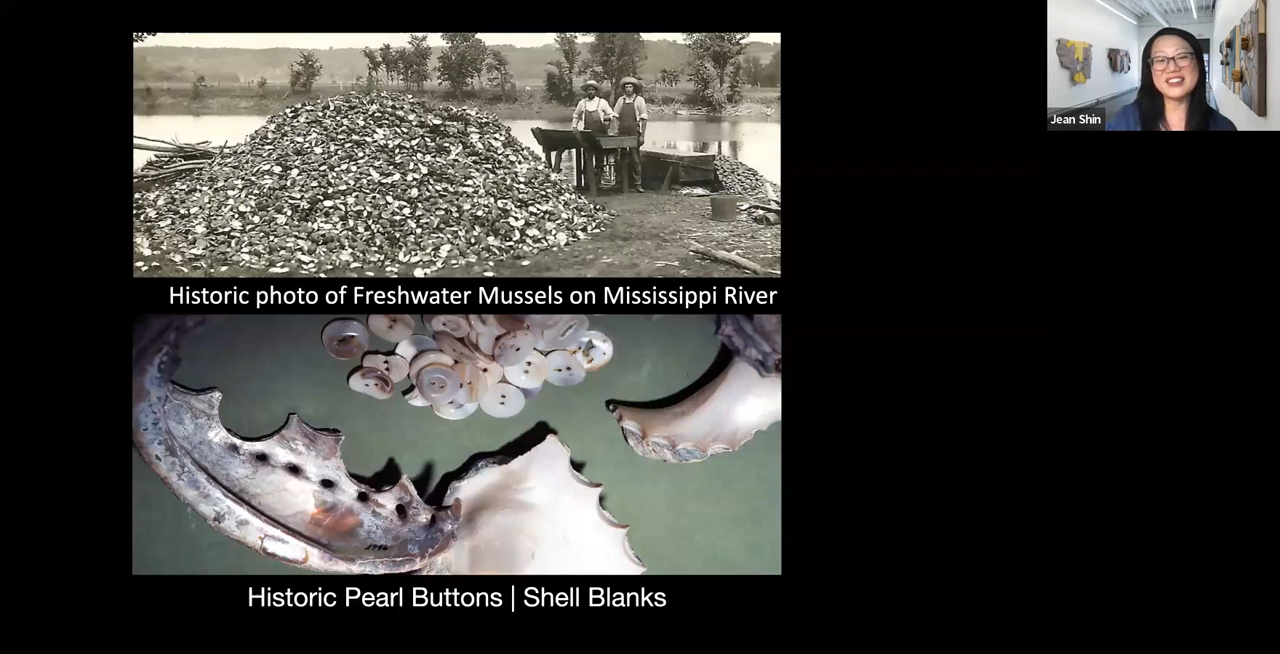 Jean Shin
Historic photo of Freshwater Mussels on Mississippi River
Historic Pearl Buttons | Shell Blanks